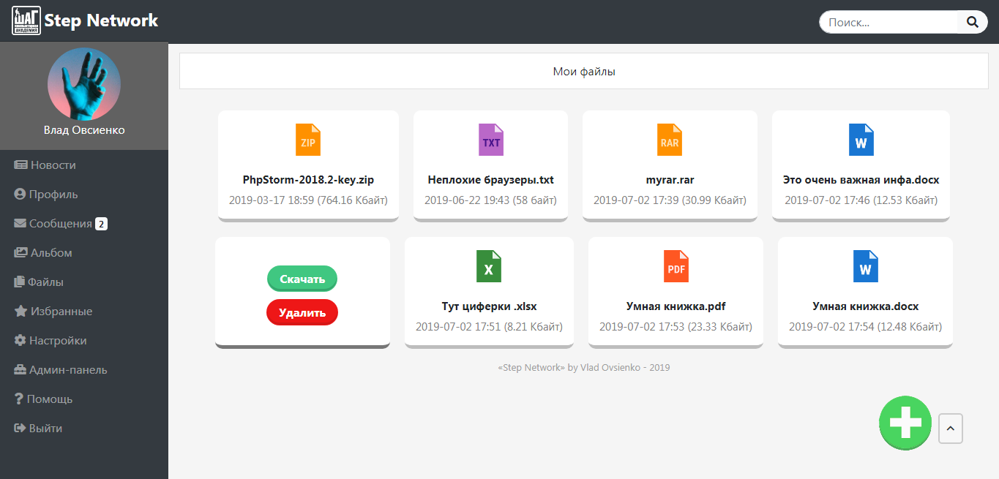 ШАГ
КОМПЬЮТЕРНАЯ
АКАДЕМИЯ
Step Network
Поиск...
Влад Овсиенко
Новости
Профиль
Сообщения 2
Альбом
Файлы
Избранные
Настройки
Админ-панель
Помощь
Выйти
Мои файлы
ZIP
PhpStorm-2018.2-key.zip
2019-03-17 18:59 (764.16 Кбайт)
TXT
Неплохие браузеры.txt
2019-06-22 19:43 (58 байт)
RAR
myrar.rar
2019-07-02 17:39 (30.99 Кбайт)
W
Это очень важная инфа.docx
2019-07-02 17:46 (12.53 Кбайт)
Скачать
Удалить
X
Тут циферки .xlsx
2019-07-02 17:51 (8.21 Кбайт)
PDF
Умная книжка.pdf
2019-07-02 17:53 (23.33 Кбайт)
W
Умная книжка.docx
2019-07-02 17:54 (12.48 Кбайт)
«Step Network» by Vlad Ovsienko - 2019